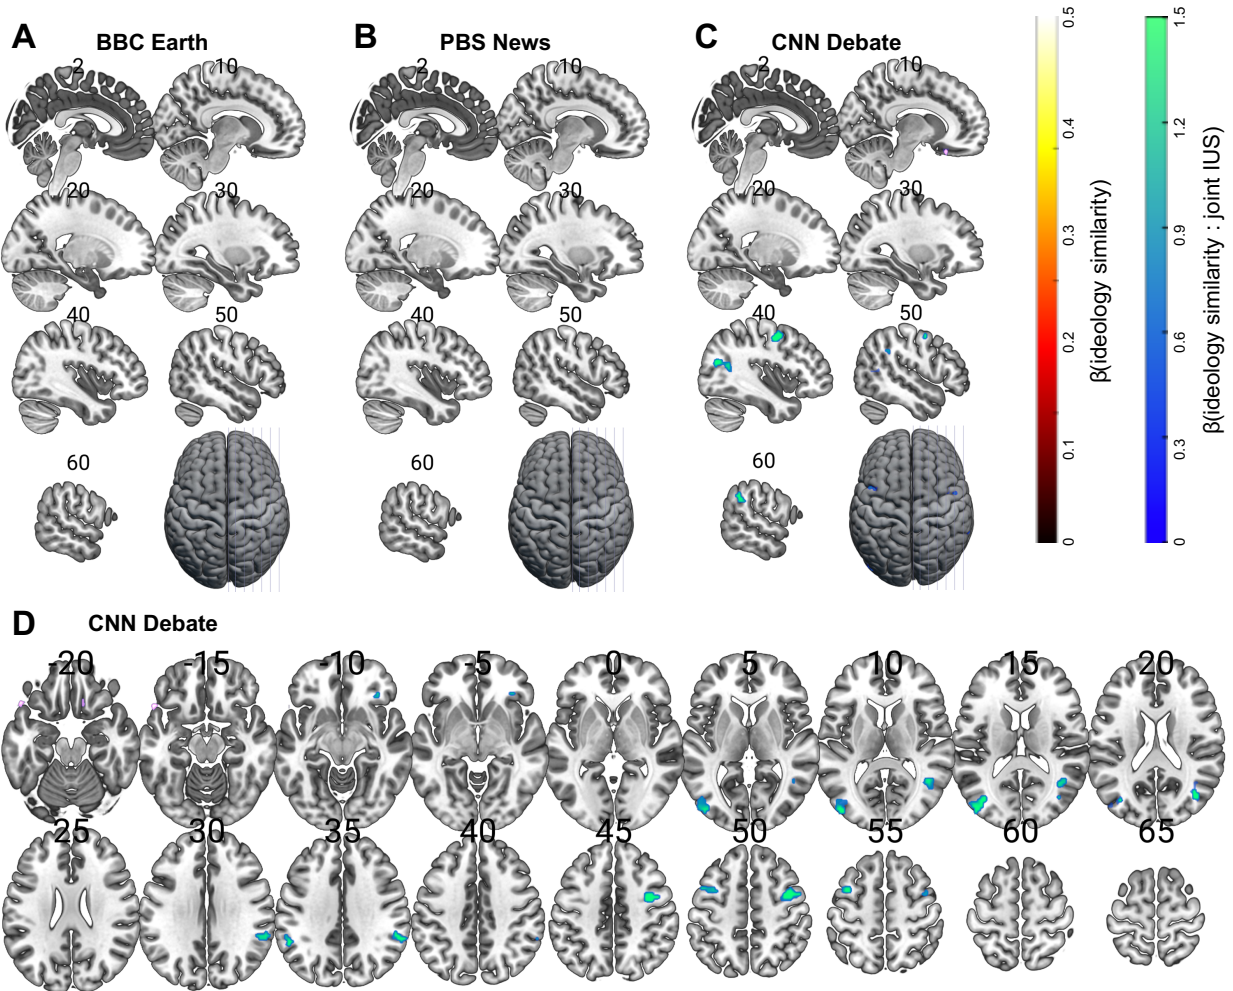 A BBC Earth
2 10
20 30
40 50
60
B PBS News
2 10
20 30
40 50
60
C CNN Debate
2 10
20 30
40 50
60
0 0.1 0.2 0.3 0.4 0.5
β(ideology similarity)
0 0.3 0.6 0.9 1.2 1.5
β(ideology similarity : joint IUS)
D CNN Debate
-20 -15 -10 -5 0 5 10 15 20
25 30 35 40 45 50 55 60 65